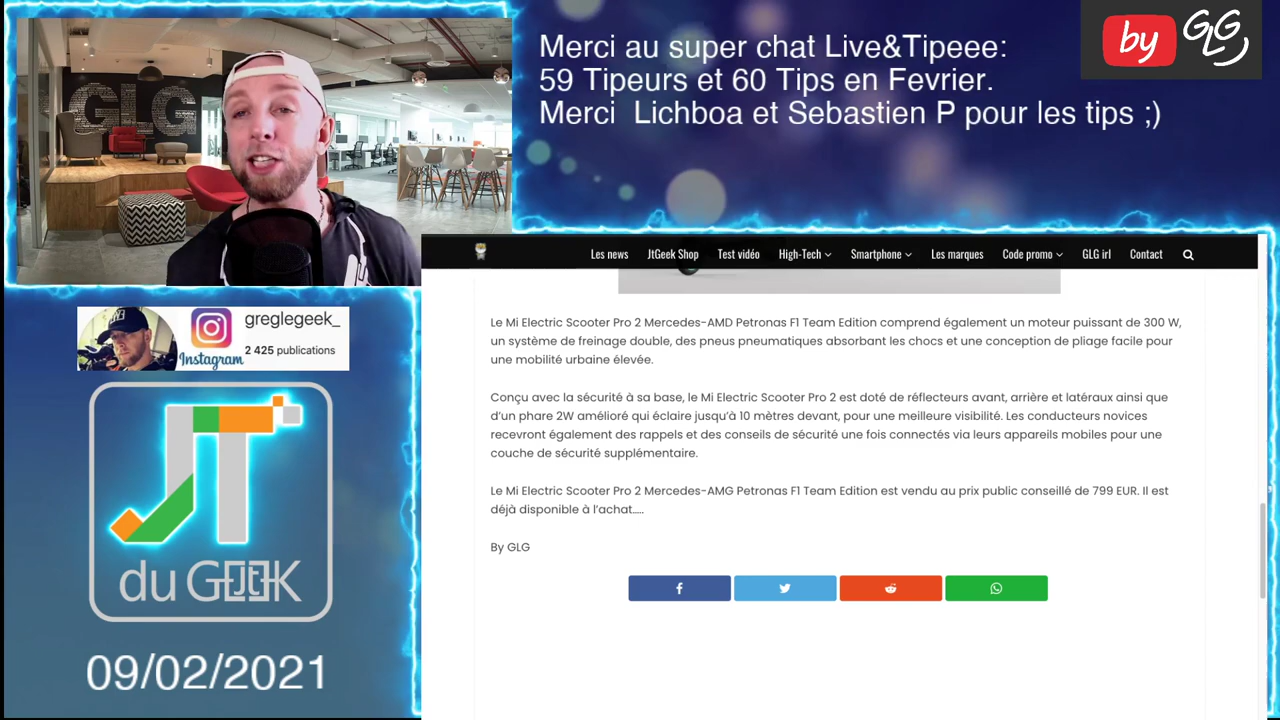 GLG
Merci au super chat Live&Tipeee:
59 Tipeurs et 60 Tips en Fevrier.
Merci Lichboa et Sebastien P pour les tips ;)
by GLG
Les news JtGeek Shop Test vidéo High-Tech Smartphone Les marques Code promo GLG irl Contact
LIVE
Instagram
greglegeek_
2 425 publications
JT
du GEEK
09/02/2021
Le Mi Electric Scooter Pro 2 Mercedes-AMD Petronas F1 Team Edition comprend également un moteur puissant de 300 W,
un système de freinage double, des pneus pneumatiques absorbant les chocs et une conception de pliage facile pour
une mobilité urbaine élevée.
Conçu avec la sécurité à sa base, le Mi Electric Scooter Pro 2 est doté de réflecteurs avant, arrière et latéraux ainsi que
d'un phare 2W amélioré qui éclaire jusqu'à 10 mètres devant, pour une meilleure visibilité. Les conducteurs novices
recevront également des rappels et des conseils de sécurité une fois connectés via leurs appareils mobiles pour une
couche de sécurité supplémentaire.
Le Mi Electric Scooter Pro 2 Mercedes-AMG Petronas F1 Team Edition est vendu au prix public conseillé de 799 EUR. Il est
déjà disponible à l'achat.....
By GLG